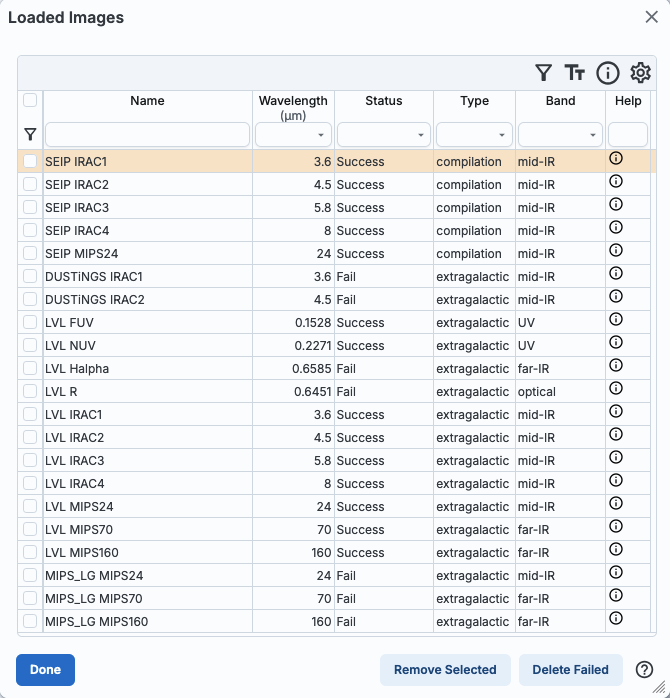 Loaded Images
Name Wavelength Status Type Band Help
(μm)
SEIP IRAC1 3.6 Success compilation mid-IR
SEIP IRAC2 4.5 Success compilation mid-IR
SEIP IRAC3 5.8 Success compilation mid-IR
SEIP IRAC4 8 Success compilation mid-IR
SEIP MIPS24 24 Success compilation mid-IR
DUSTiNGS IRAC1 3.6 Fail extragalactic mid-IR
DUSTiNGS IRAC2 4.5 Fail extragalactic mid-IR
LVL FUV 0.1528 Success extragalactic UV
LVL NUV 0.2271 Success extragalactic UV
LVL Halpha 0.6585 Fail extragalactic far-IR
LVL R 0.6451 Fail extragalactic optical
LVL IRAC1 3.6 Success extragalactic mid-IR
LVL IRAC2 4.5 Success extragalactic mid-IR
LVL IRAC3 5.8 Success extragalactic mid-IR
LVL IRAC4 8 Success extragalactic mid-IR
LVL MIPS24 24 Success extragalactic mid-IR
LVL MIPS70 70 Success extragalactic far-IR
LVL MIPS160 160 Success extragalactic far-IR
MIPS_LG MIPS24 24 Fail extragalactic mid-IR
MIPS_LG MIPS70 70 Fail extragalactic far-IR
MIPS_LG MIPS160 160 Fail extragalactic far-IR
Done Remove Selected Delete Failed